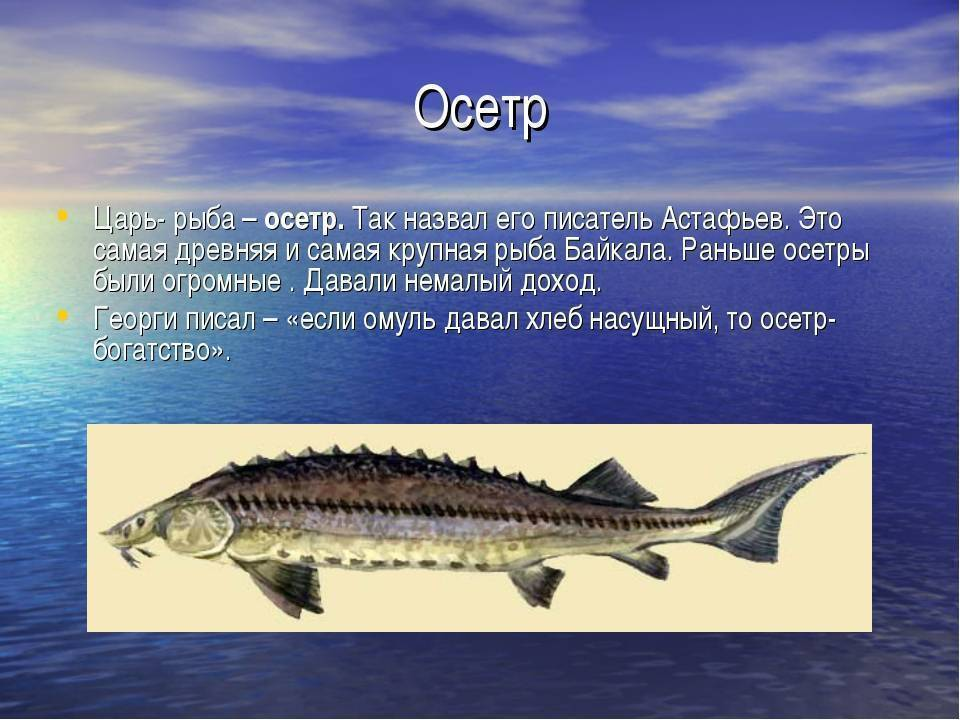 Осетр
• Царь- рыба – осетр. Так назвал его писатель Астафьев. Это
самая древняя и самая крупная рыба Байкала. Раньше осетры
были огромные . Давали немалый доход.
• Георги писал – «если омуль давал хлеб насущный, то осетр-
богатство».